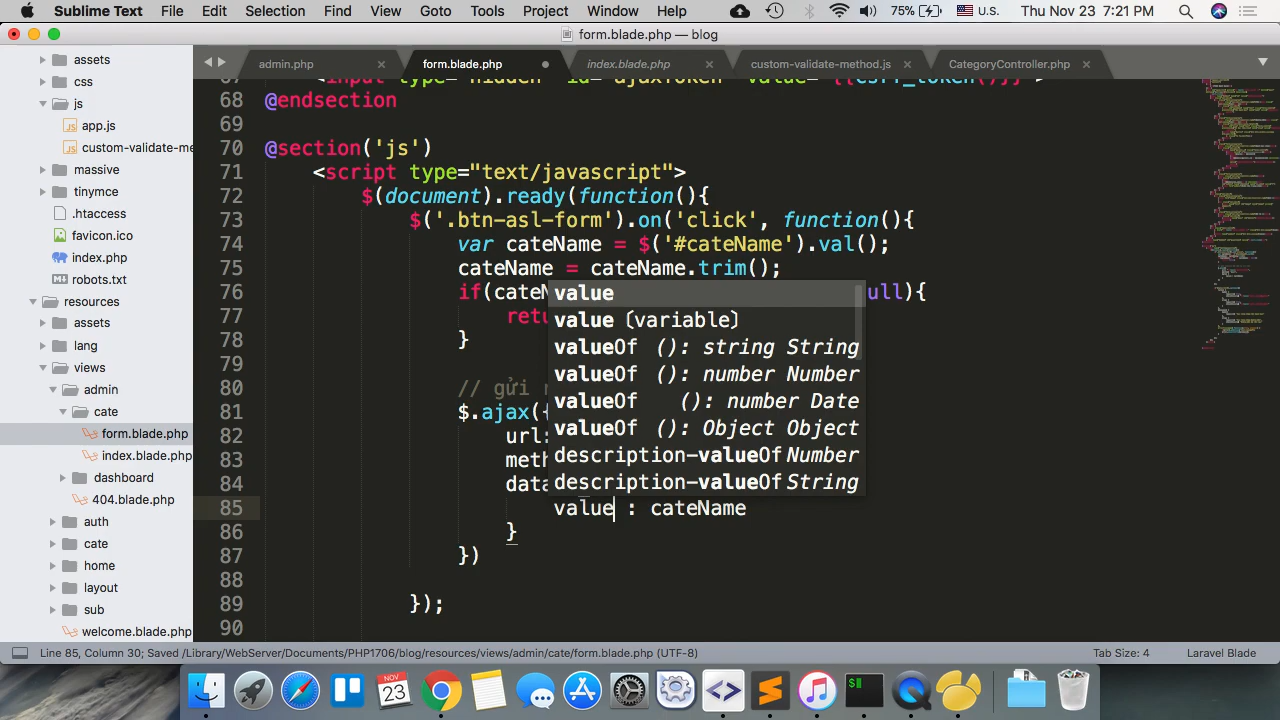 Sublime Text File Edit Selection Find View Goto Tools Project Window Help 75% U.S. Thu Nov 23 7:21 PM
form.blade.php — blog
admin.php form.blade.php index.blade.php custom-validate-method.js CategoryController.php
assets
css
js
app.js
custom-validate-me
massive
tinymce
.htaccess
favicon.ico
index.php
robots.txt
resources
assets
lang
views
admin
cate
form.blade.php
index.blade.php
dashboard
404.blade.php
auth
cate
home
layout
sub
welcome.blade.php
68 @endsection
69
70 @section('js')
71 <script type="text/javascript">
72 $(document).ready(function(){
73 $('.btn-asl-form').on('click', function(){
74 var cateName = $('#cateName').val();
75 cateName = cateName.trim();
76 if(cateN ull){
77 retu
78 }
79
80 // gửi r
81 $.ajax({
82 url:
83 meth
84 data
85 value : cateName
86 }
87 })
88
89 });
90
value
value (variable)
valueOf (): string String
valueOf (): number Number
valueOf (): number Date
valueOf (): Object Object
description-valueOf Number
description-valueOf String
Line 85, Column 30; Saved /Library/WebServer/Documents/PHP1706/blog/resources/views/admin/cate/form.blade.php (UTF-8) Tab Size: 4 Laravel Blade
NOV
23